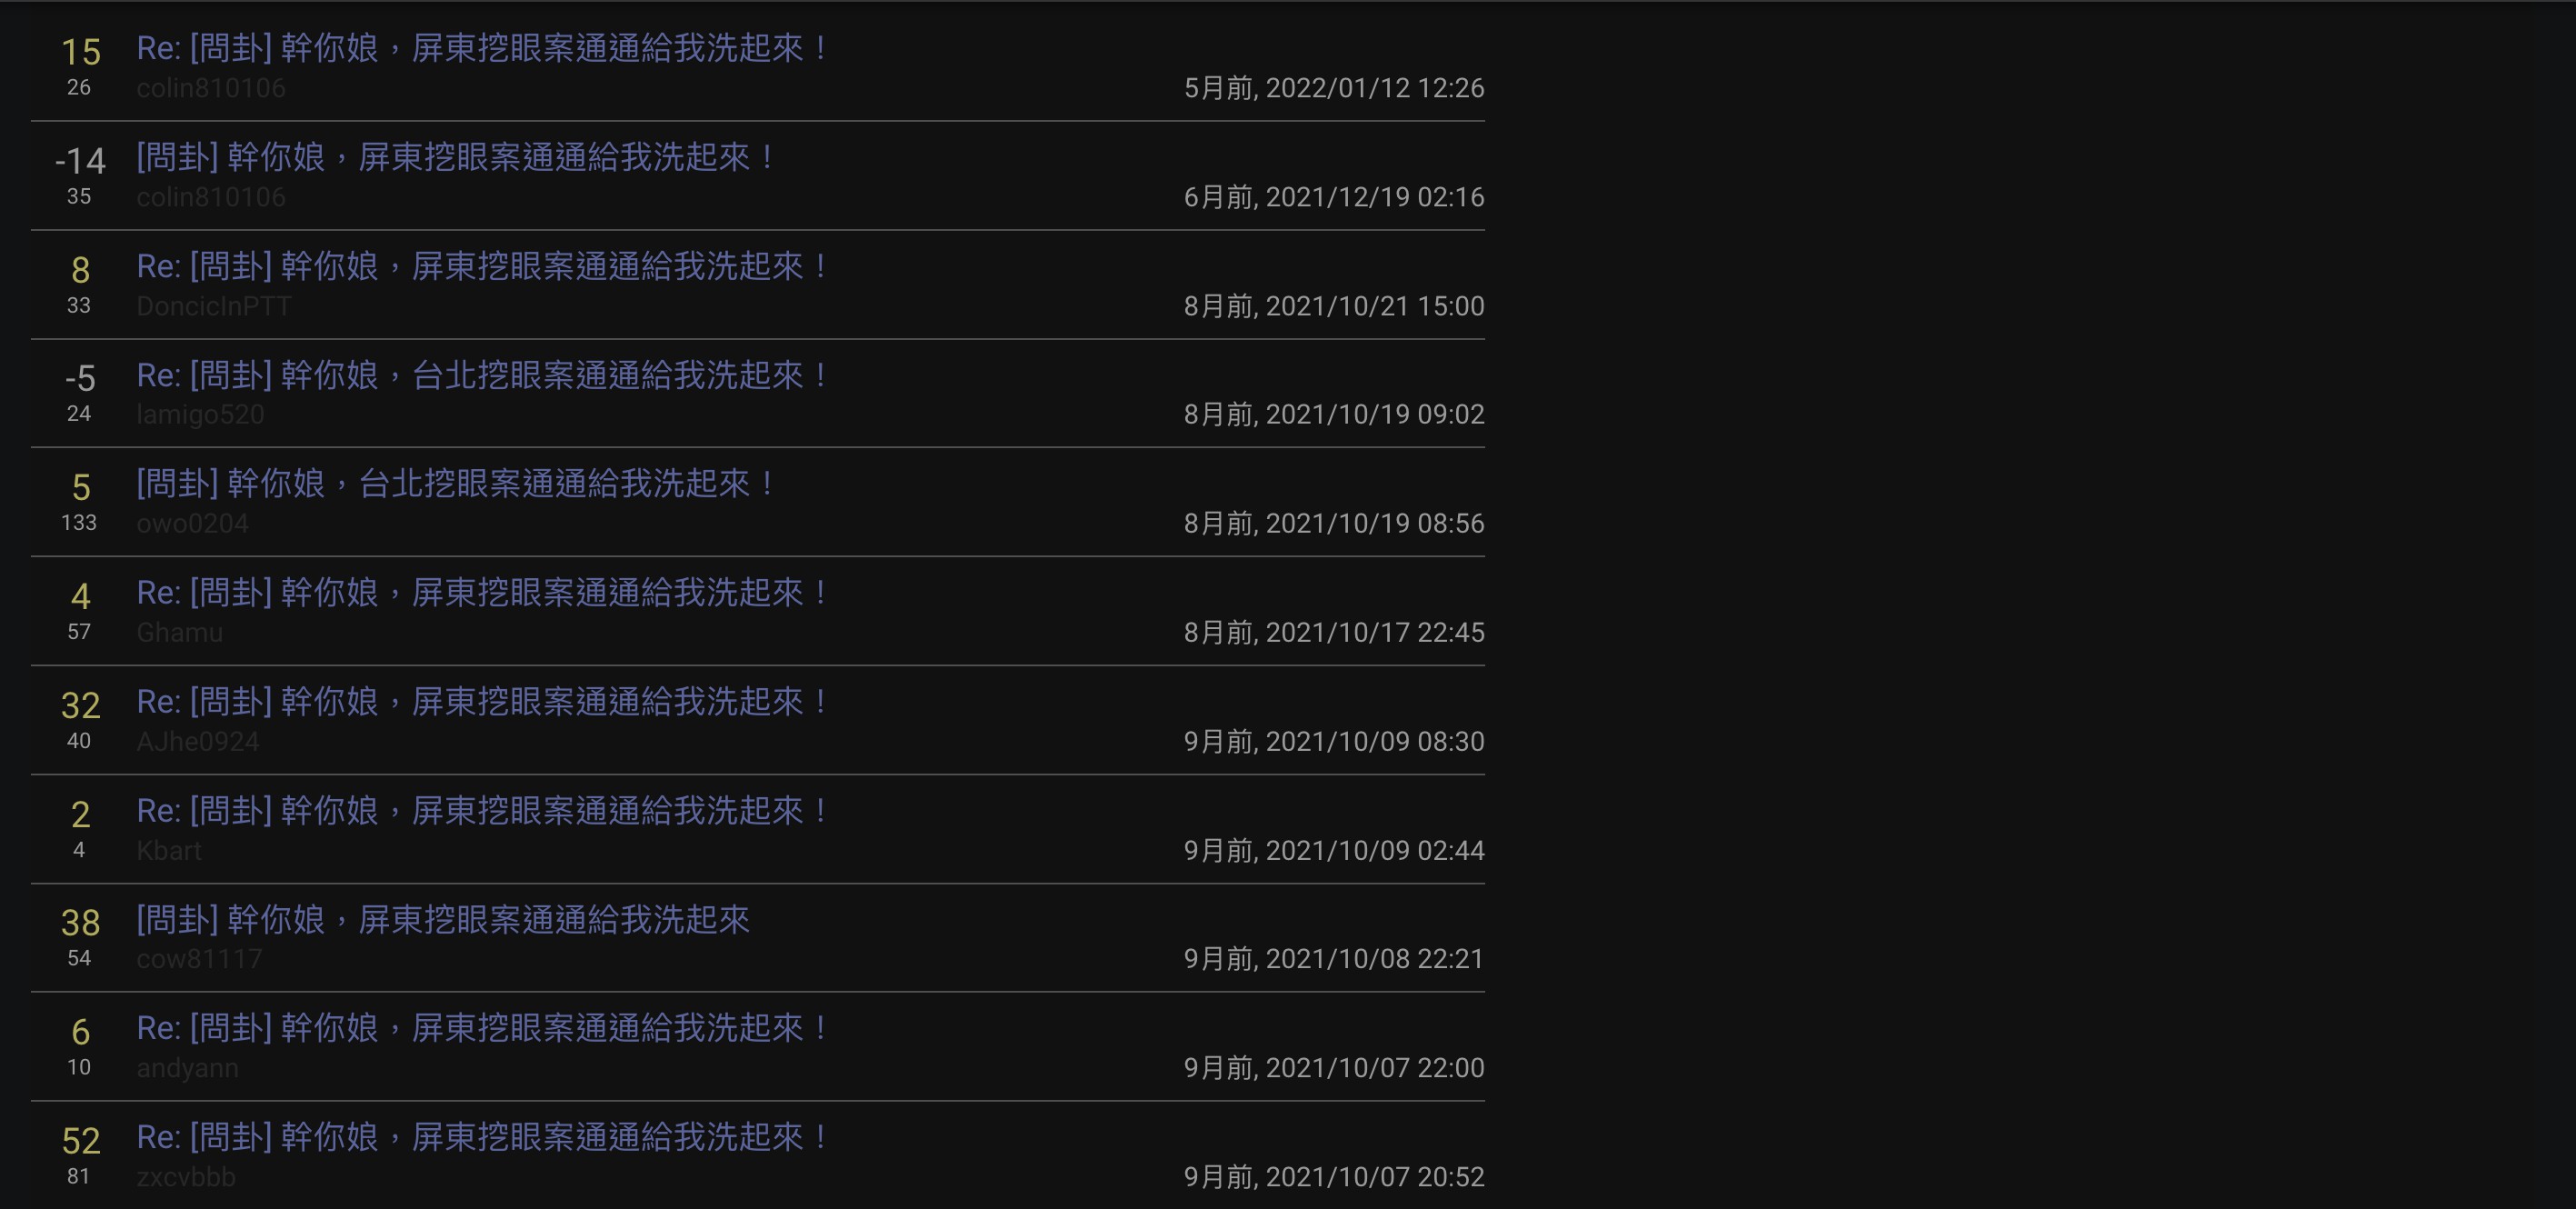 15
Re: [問卦] 幹你娘，屏東挖眼案通通給我洗起來！
26
colin810106
5月前, 2022/01/12 12:26
-14
[問卦] 幹你娘，屏東挖眼案通通給我洗起來！
35
colin810106
6月前, 2021/12/19 02:16
8
Re: [問卦] 幹你娘，屏東挖眼案通通給我洗起來！
33
DoncicInPTT
8月前, 2021/10/21 15:00
-5
Re: [問卦] 幹你娘，台北挖眼案通通給我洗起來！
24
lamigo520
8月前, 2021/10/19 09:02
5
[問卦] 幹你娘，台北挖眼案通通給我洗起來！
133
owo0204
8月前, 2021/10/19 08:56
4
Re: [問卦] 幹你娘，屏東挖眼案通通給我洗起來！
57
Ghamu
8月前, 2021/10/17 22:45
32
Re: [問卦] 幹你娘，屏東挖眼案通通給我洗起來！
40
AJhe0924
9月前, 2021/10/09 08:30
2
Re: [問卦] 幹你娘，屏東挖眼案通通給我洗起來！
4
Kbart
9月前, 2021/10/09 02:44
38
[問卦] 幹你娘，屏東挖眼案通通給我洗起來
54
cow81117
9月前, 2021/10/08 22:21
6
Re: [問卦] 幹你娘，屏東挖眼案通通給我洗起來！
10
andyann
9月前, 2021/10/07 22:00
52
Re: [問卦] 幹你娘，屏東挖眼案通通給我洗起來！
81
zxcvbbb
9月前, 2021/10/07 20:52